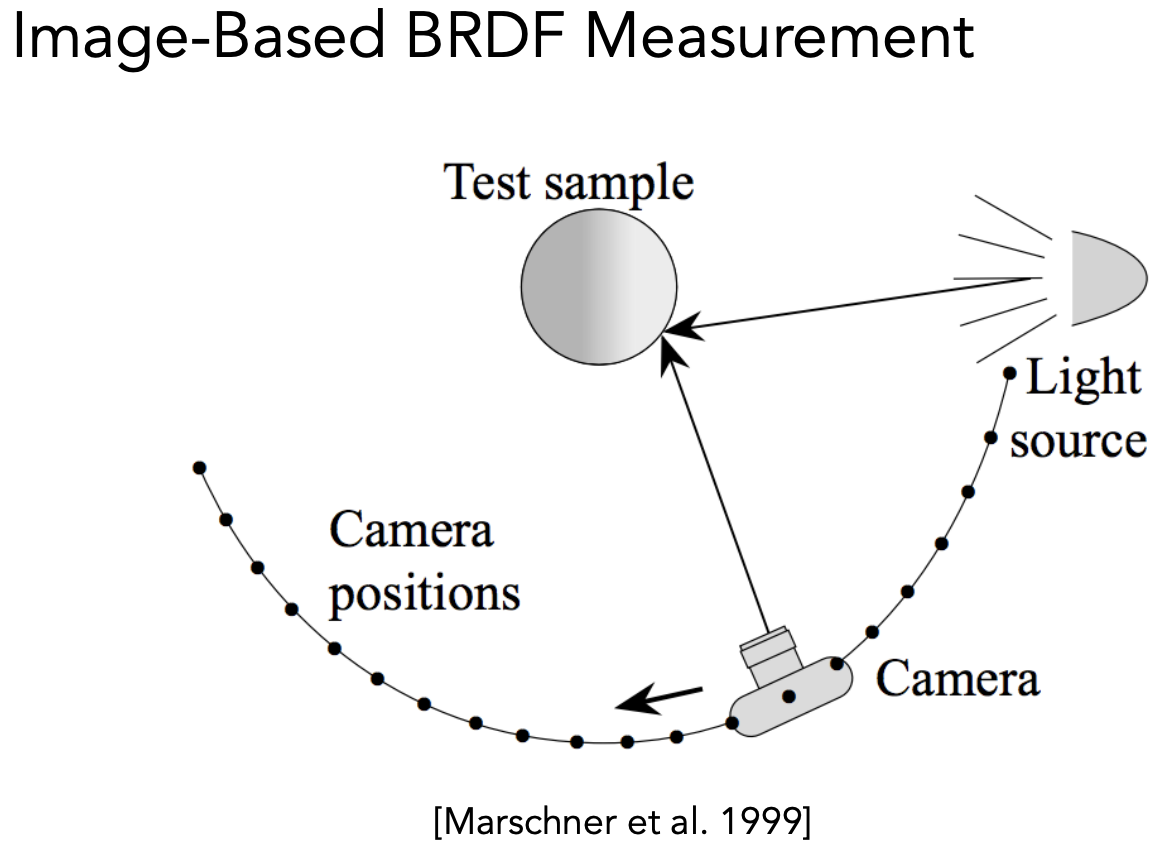 Image-Based BRDF Measurement
Test sample
Light
source
Camera
positions
Camera
[Marschner et al. 1999]